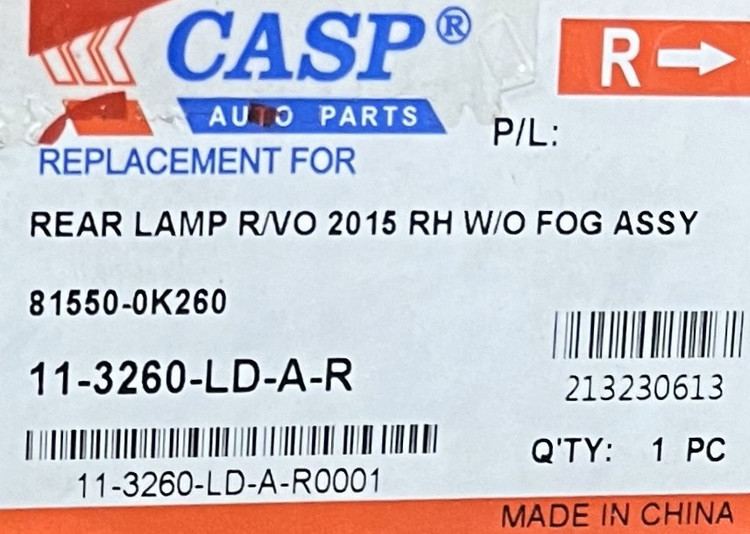 CASP®
AUTO PARTS
R
P/L:
REPLACEMENT FOR
REAR LAMP R/VO 2015 RH W/O FOG ASSY
81550-0K260
11-3260-LD-A-R
213230613
11-3260-LD-A-R0001
Q'TY: 1 PC
MADE IN CHINA